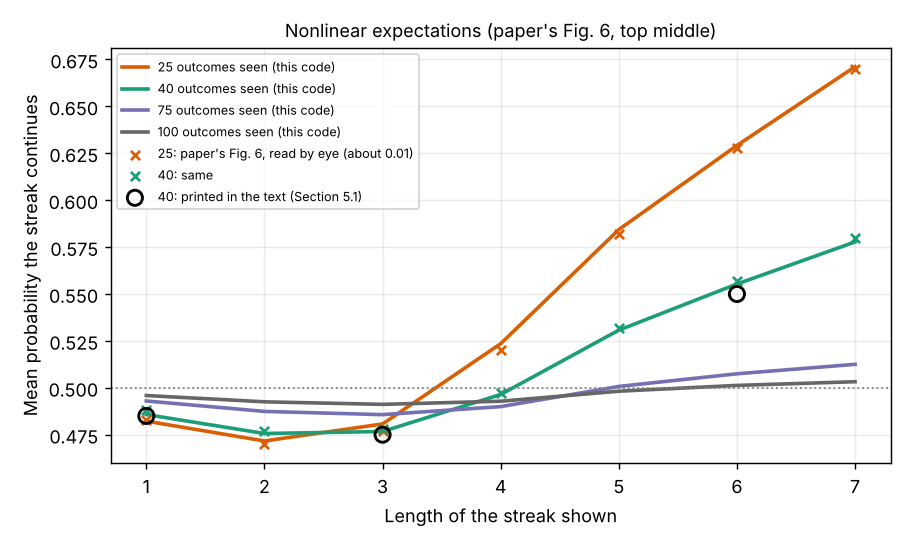 Nonlinear expectations (paper's Fig. 6, top middle)
Mean probability the streak continues
0.675
0.650
0.625
0.600
0.575
0.550
0.525
0.500
0.475
25 outcomes seen (this code)
40 outcomes seen (this code)
75 outcomes seen (this code)
100 outcomes seen (this code)
25: paper's Fig. 6, read by eye (about 0.01)
40: same
40: printed in the text (Section 5.1)
1 2 3 4 5 6 7
Length of the streak shown